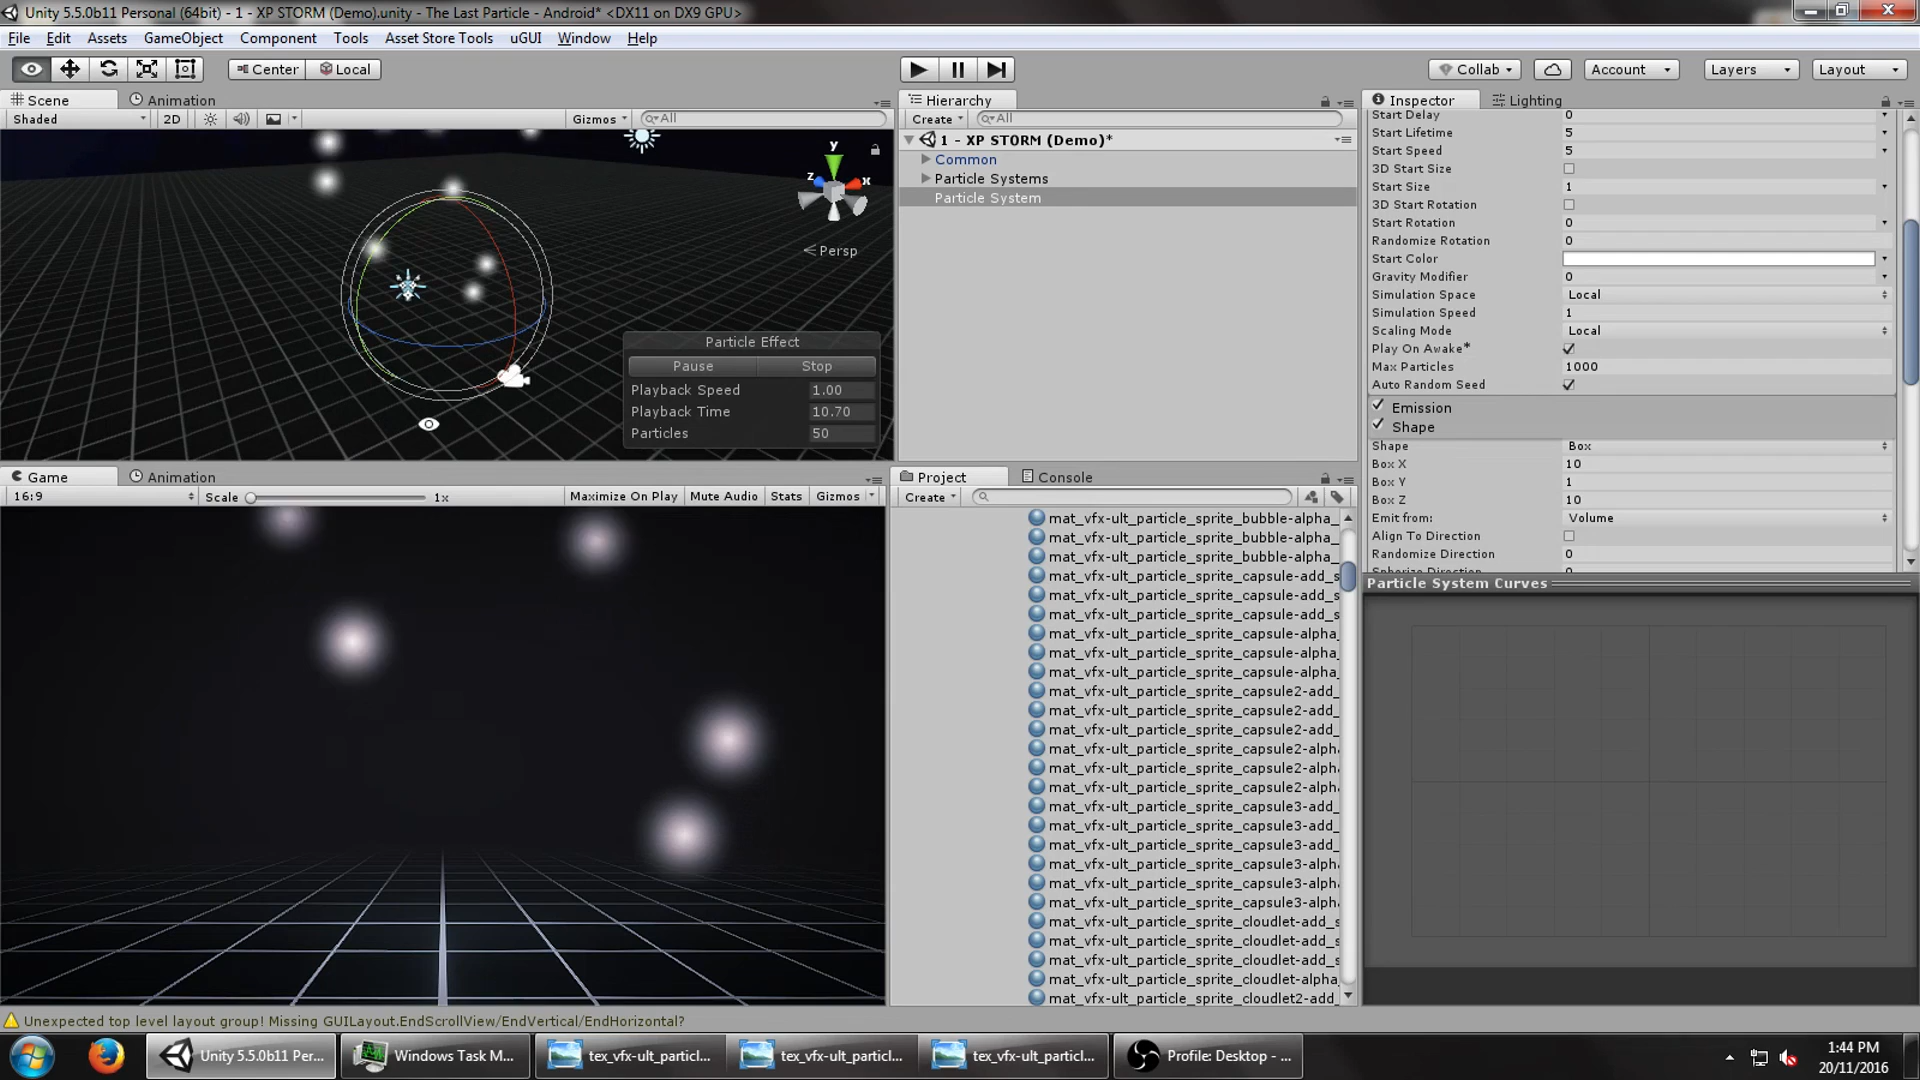 Unity 5.5.0b11 Personal (64bit) - 1 - XP STORM (Demo).unity - The Last Particle - Android* <DX11 on DX9 GPU>
File Edit Assets GameObject Component Tools Asset Store Tools uGUI Window Help
Center Local Collab Account Layers Layout
Scene Animation
Shaded 2D Gizmos All
y
z x
Persp
Particle Effect
Pause Stop
Playback Speed 1.00
Playback Time 10.70
Particles 50
Hierarchy
Create All
1 - XP STORM (Demo)*
Common
Particle Systems
Particle System
Inspector Lighting
Start Delay 0
Start Lifetime 5
Start Speed 5
3D Start Size
Start Size 1
3D Start Rotation
Start Rotation 0
Randomize Rotation 0
Start Color
Gravity Modifier 0
Simulation Space Local
Simulation Speed 1
Scaling Mode Local
Play On Awake*
Max Particles 1000
Auto Random Seed
Emission
Shape
Shape Box
Box X 10
Box Y 1
Box Z 10
Emit from: Volume
Align To Direction
Randomize Direction 0
Spherize Direction 0
Particle System Curves
Game Animation
16:9 Scale 1x Maximize On Play Mute Audio Stats Gizmos
Project Console
Create
mat_vfx-ult_particle_sprite_bubble-alpha_
mat_vfx-ult_particle_sprite_bubble-alpha_
mat_vfx-ult_particle_sprite_bubble-alpha_
mat_vfx-ult_particle_sprite_capsule-add_s
mat_vfx-ult_particle_sprite_capsule-add_s
mat_vfx-ult_particle_sprite_capsule-add_s
mat_vfx-ult_particle_sprite_capsule-alpha_
mat_vfx-ult_particle_sprite_capsule-alpha_
mat_vfx-ult_particle_sprite_capsule-alpha_
mat_vfx-ult_particle_sprite_capsule2-add_
mat_vfx-ult_particle_sprite_capsule2-add_
mat_vfx-ult_particle_sprite_capsule2-add_
mat_vfx-ult_particle_sprite_capsule2-alph
mat_vfx-ult_particle_sprite_capsule2-alph
mat_vfx-ult_particle_sprite_capsule2-alph
mat_vfx-ult_particle_sprite_capsule3-add_
mat_vfx-ult_particle_sprite_capsule3-add_
mat_vfx-ult_particle_sprite_capsule3-add_
mat_vfx-ult_particle_sprite_capsule3-alph
mat_vfx-ult_particle_sprite_capsule3-alph
mat_vfx-ult_particle_sprite_capsule3-alph
mat_vfx-ult_particle_sprite_cloudlet-add_s
mat_vfx-ult_particle_sprite_cloudlet-add_s
mat_vfx-ult_particle_sprite_cloudlet-add_s
mat_vfx-ult_particle_sprite_cloudlet-alpha_
mat_vfx-ult_particle_sprite_cloudlet2-add_
Unexpected top level layout group! Missing GUILayout.EndScrollView/EndVertical/EndHorizontal?
Unity 5.5.0b11 Per... Windows Task M... tex_vfx-ult_particl... tex_vfx-ult_particl... tex_vfx-ult_particl... Profile: Desktop - ...
1:44 PM
20/11/2016